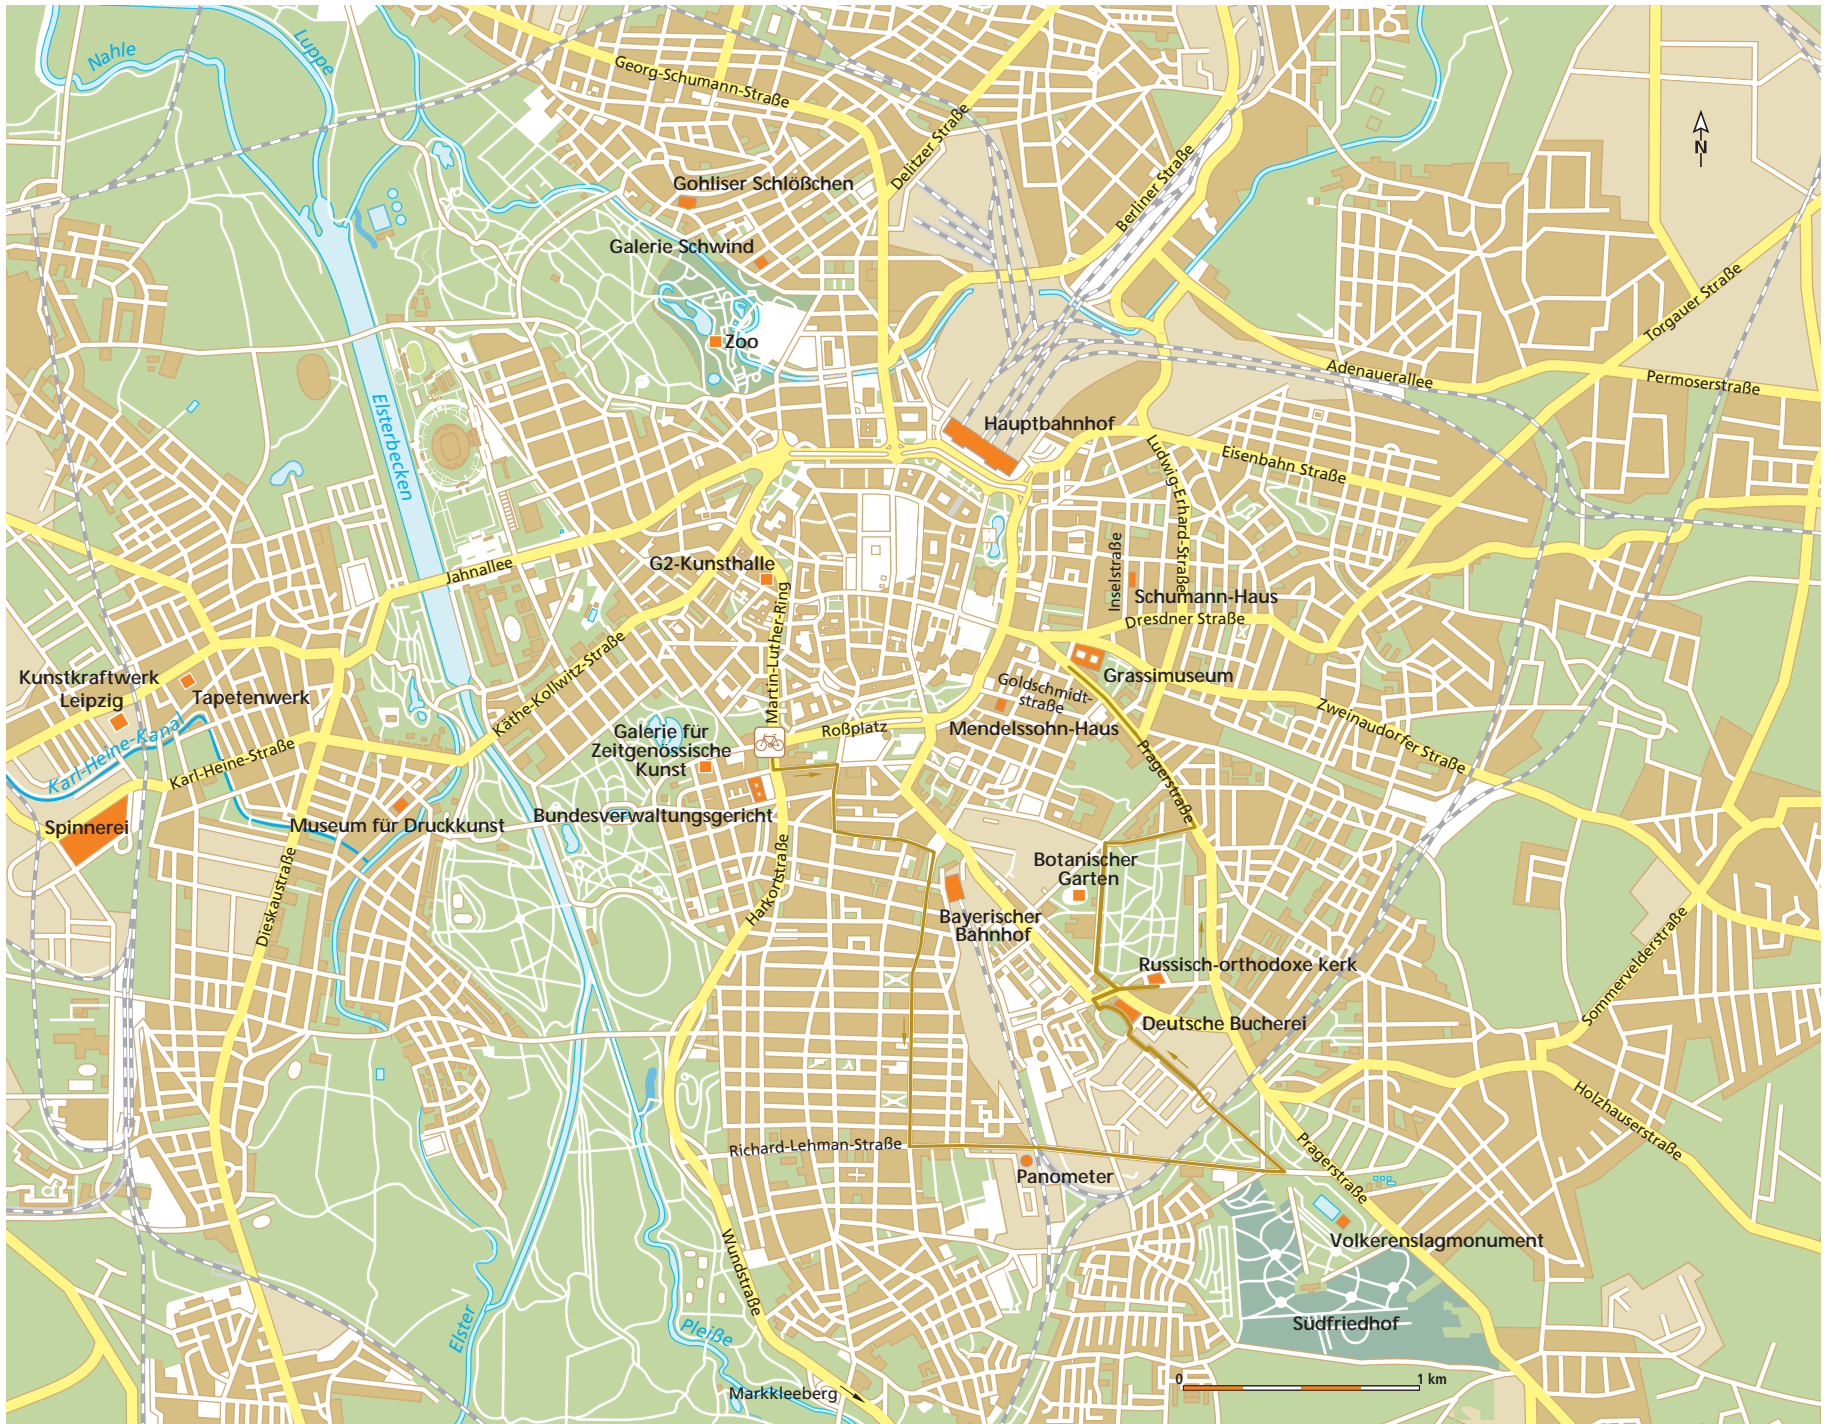 Nahle
Luppe
Georg-Schumann-Straße
Delitzer Straße
Berliner Straße
N
Gohliser Schlößchen
Galerie Schwind
Zoo
Torgauer Straße
Adenauerallee
Permoserstraße
Elsterbecken
Hauptbahnhof
Ludwig-Erhard-Straße
Eisenbahn Straße
Jahnallee
G2-Kunsthalle
Martin-Luther-Ring
Inselstraße
Schumann-Haus
Dresdner Straße
Käthe-Kollwitz-Straße
Kunstkraftwerk
Leipzig
Tapetenwerk
Grassimuseum
Goldschmidt-
straße
Mendelssohn-Haus
Zweinaudorfer Straße
Karl-Heine-Kanal
Karl-Heine-Straße
Galerie für
Zeitgenössische
Kunst
Roßplatz
Pragerstraße
Spinnerei
Museum für Druckkunst
Bundesverwaltungsgericht
Dieskaustraße
Harkortstraße
Botanischer
Garten
Bayerischer
Bahnhof
Russisch-orthodoxe kerk
Sommervelderstraße
Deutsche Bucherei
Holzhauserstraße
Richard-Lehman-Straße
Panometer
Pragerstraße
Volkerenslagmonument
Wundstraße
Südfriedhof
Elster
Pleiße
Markkleeberg
0
1 km